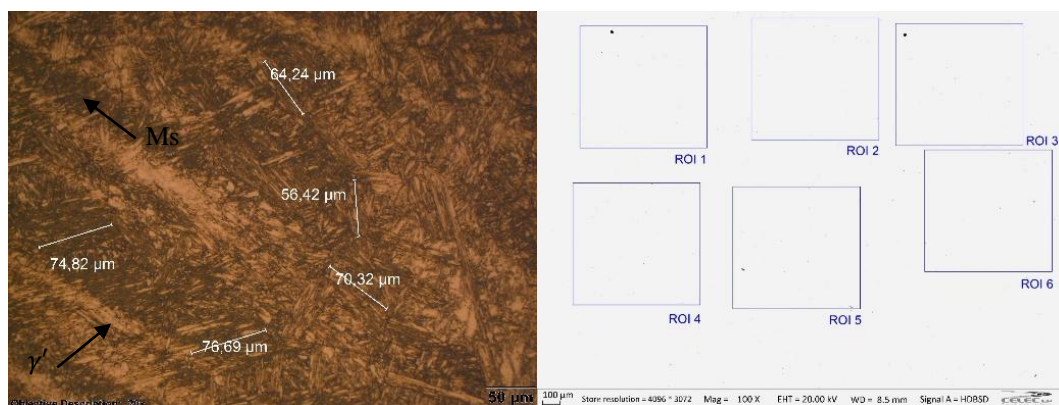 64,24 µm
Ms
56,42 µm
74,82 µm
70,32 µm
γ'
76,69 µm
50 µm
ROI 1
ROI 2
ROI 3
ROI 4
ROI 5
ROI 6
100 µm Store resolution = 4096 * 3072 Mag = 100 X EHT = 20.00 kV WD = 8.5 mm Signal A = HDBSD